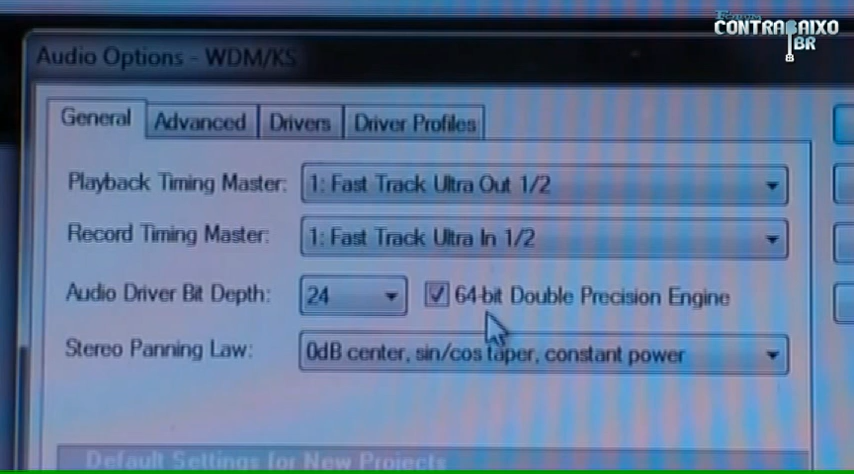 CONTRABAIXO
BR
Audio Options - WDM/KS
General Advanced Drivers Driver Profiles
Playback Timing Master: 1: Fast Track Ultra Out 1/2
Record Timing Master: 1: Fast Track Ultra In 1/2
Audio Driver Bit Depth: 24 64-bit Double Precision Engine
Stereo Panning Law: 0dB center, sin/cos taper, constant power
Default Settings for New Projects